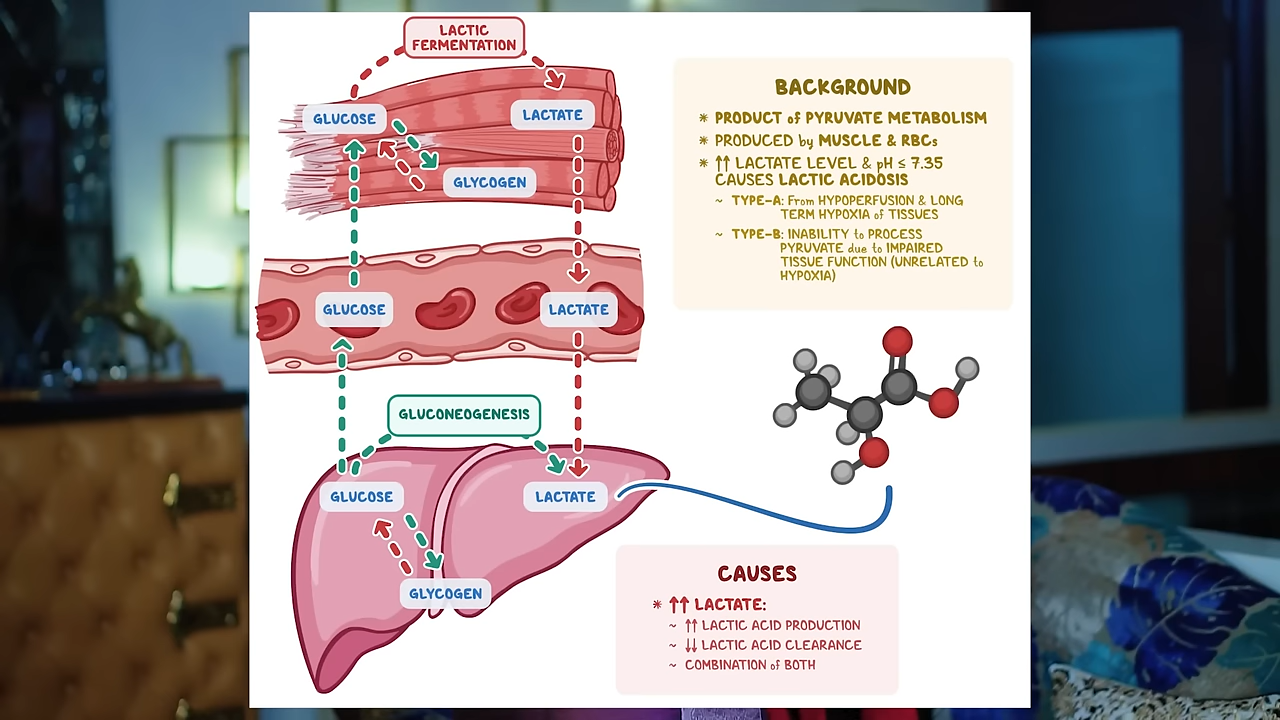 LACTIC
FERMENTATION
GLUCOSE
LACTATE
GLYCOGEN
GLUCOSE
LACTATE
GLUCONEOGENESIS
GLUCOSE
LACTATE
GLYCOGEN
BACKGROUND
* PRODUCT of PYRUVATE METABOLISM
* PRODUCED by MUSCLE & RBCs
* ↑↑ LACTATE LEVEL & pH ≤ 7.35
CAUSES LACTIC ACIDOSIS
~ TYPE-A: From HYPOPERFUSION & LONG
TERM HYPOXIA of TISSUES
~ TYPE-B: INABILITY to PROCESS
PYRUVATE due to IMPAIRED
TISSUE FUNCTION (UNRELATED to
HYPOXIA)
CAUSES
* ↑↑ LACTATE:
~ ↑↑ LACTIC ACID PRODUCTION
~ ↓↓ LACTIC ACID CLEARANCE
~ COMBINATION of BOTH